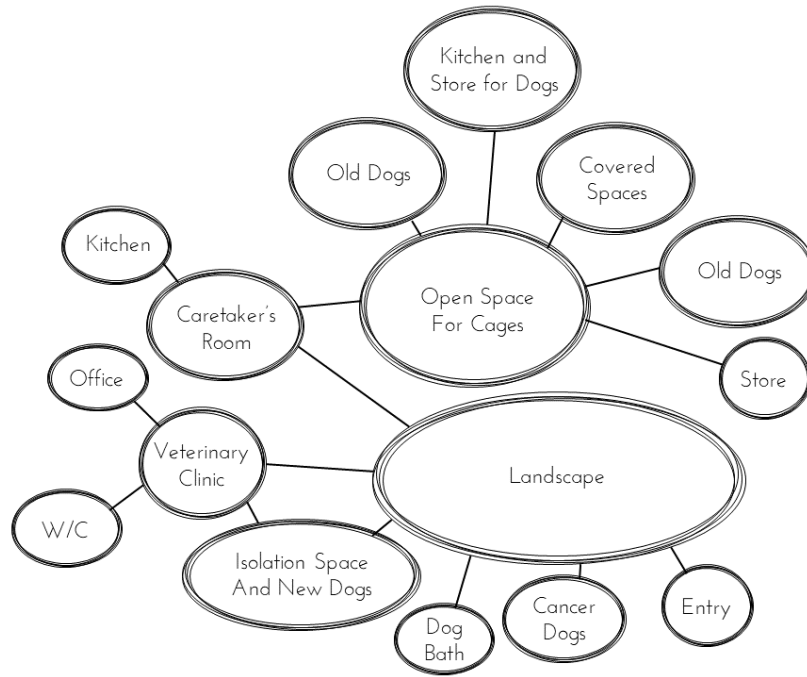 Kitchen and
Store for Dogs
Old Dogs
Covered
Spaces
Kitchen
Old Dogs
Caretaker's
Room
Open Space
For Cages
Office
Store
Veterinary
Clinic
Landscape
W/C
Isolation Space
And New Dogs
Dog
Bath
Cancer
Dogs
Entry